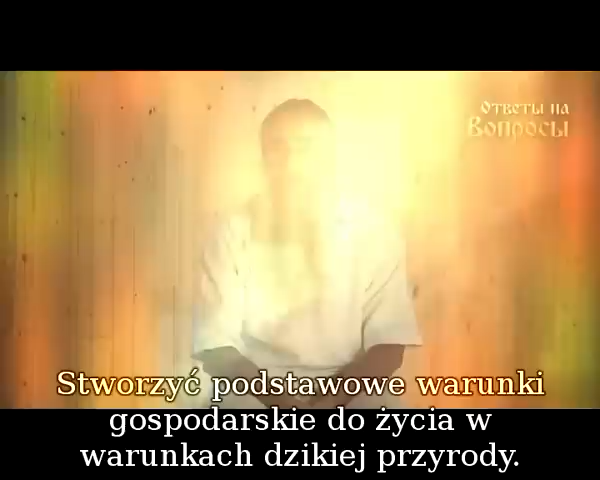 Ответы на
Вопросы
Stworzyć podstawowe warunki
gospodarskie do życia w
warunkach dzikiej przyrody.